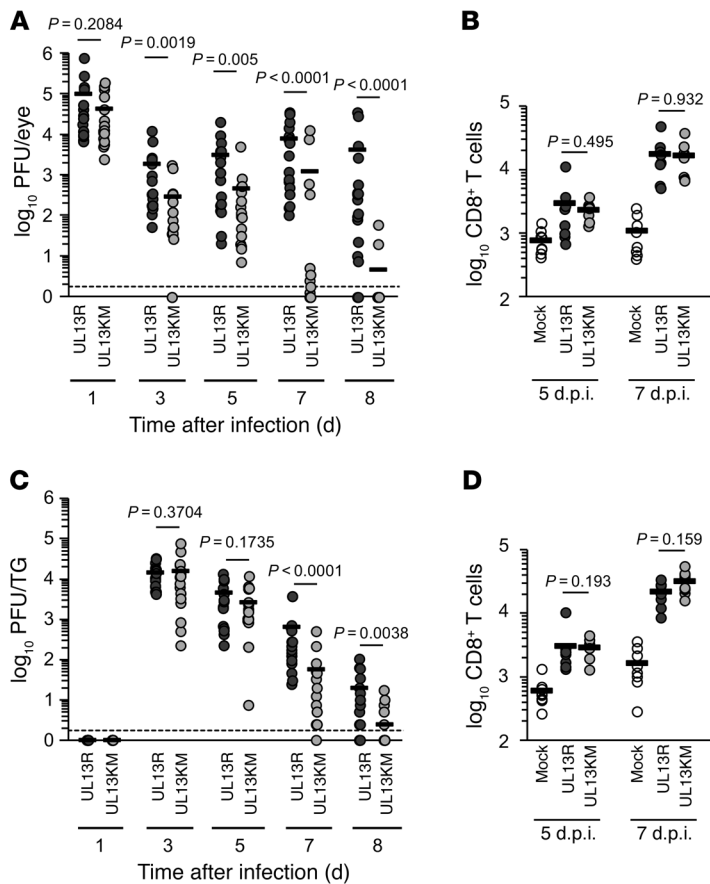 A
P = 0.2084
P = 0.0019
P = 0.005
P < 0.0001
P < 0.0001
log10 PFU/eye
6
5
4
3
2
1
0
UL13R
UL13KM
UL13R
UL13KM
UL13R
UL13KM
UL13R
UL13KM
UL13R
UL13KM
1
3
5
7
8
Time after infection (d)
B
P = 0.932
P = 0.495
log10 CD8+ T cells
5
4
3
2
Mock
UL13R
UL13KM
Mock
UL13R
UL13KM
5 d.p.i.
7 d.p.i.
C
P = 0.3704
P = 0.1735
P < 0.0001
P = 0.0038
log10 PFU/TG
6
5
4
3
2
1
0
UL13R
UL13KM
UL13R
UL13KM
UL13R
UL13KM
UL13R
UL13KM
UL13R
UL13KM
1
3
5
7
8
Time after infection (d)
D
P = 0.159
P = 0.193
log10 CD8+ T cells
5
4
3
2
Mock
UL13R
UL13KM
Mock
UL13R
UL13KM
5 d.p.i.
7 d.p.i.